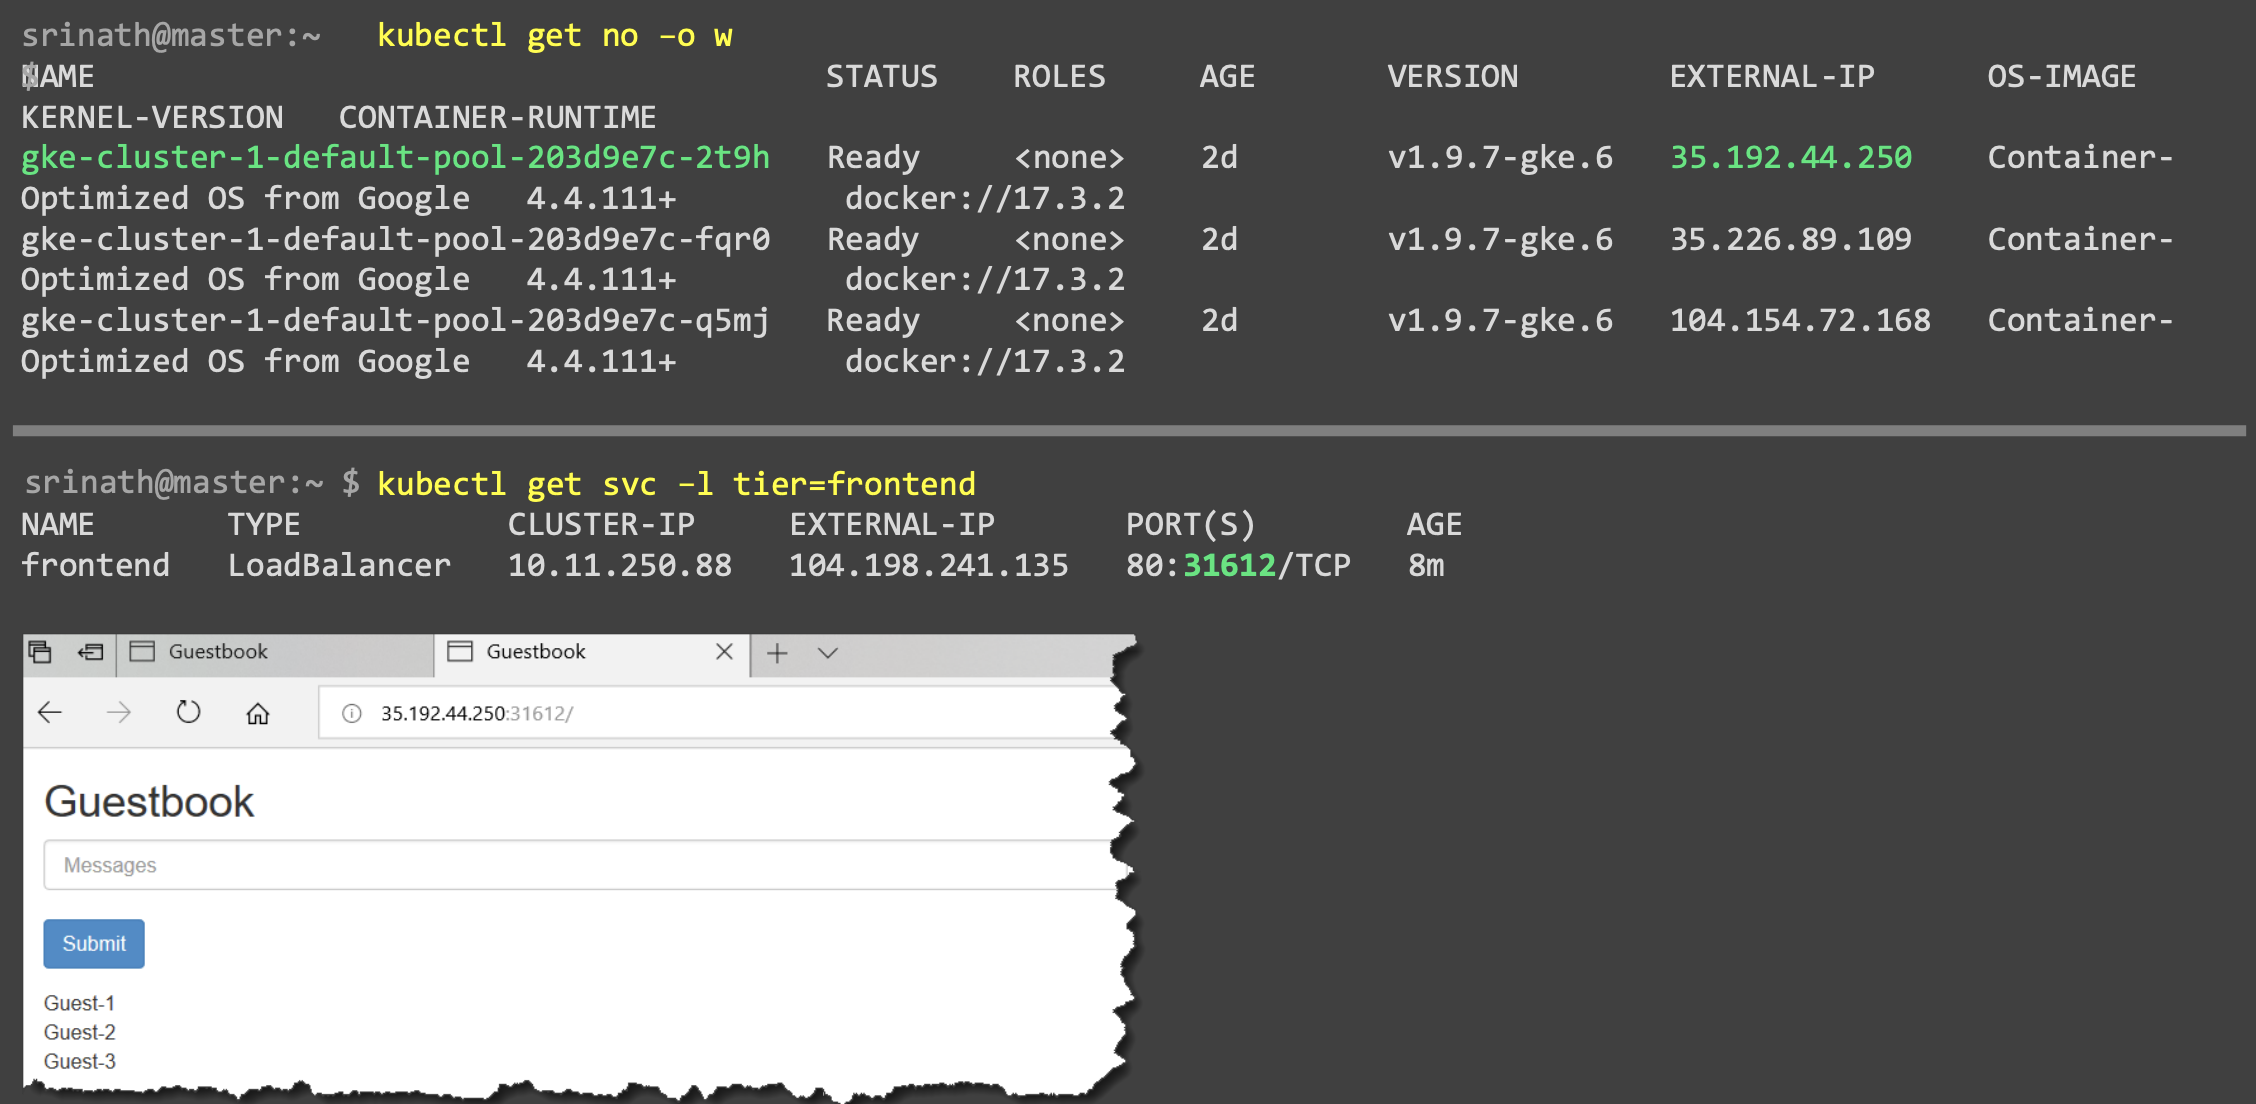 srinath@master:~ $ kubectl get no –o w
NAME STATUS ROLES AGE VERSION EXTERNAL-IP OS-IMAGE
KERNEL-VERSION CONTAINER-RUNTIME
gke-cluster-1-default-pool-203d9e7c-2t9h Ready <none> 2d v1.9.7-gke.6 35.192.44.250 Container-
Optimized OS from Google 4.4.111+ docker://17.3.2
gke-cluster-1-default-pool-203d9e7c-fqr0 Ready <none> 2d v1.9.7-gke.6 35.226.89.109 Container-
Optimized OS from Google 4.4.111+ docker://17.3.2
gke-cluster-1-default-pool-203d9e7c-q5mj Ready <none> 2d v1.9.7-gke.6 104.154.72.168 Container-
Optimized OS from Google 4.4.111+ docker://17.3.2
srinath@master:~ $ kubectl get svc –l tier=frontend
NAME TYPE CLUSTER-IP EXTERNAL-IP PORT(S) AGE
frontend LoadBalancer 10.11.250.88 104.198.241.135 80:31612/TCP 8m
Guestbook Guestbook
35.192.44.250:31612/
Guestbook
Messages
Submit
Guest-1
Guest-2
Guest-3